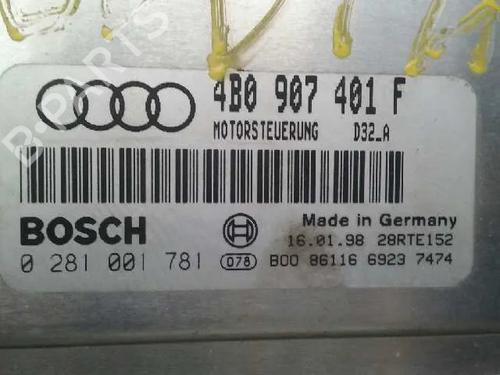 4B0 907 401 F
MOTORSTEUERUNG D32_A
BOSCH
Made in Germany
16.01.98 28RTE152
0 281 001 781 078 B00 86116 6923 7474
B-PARTS